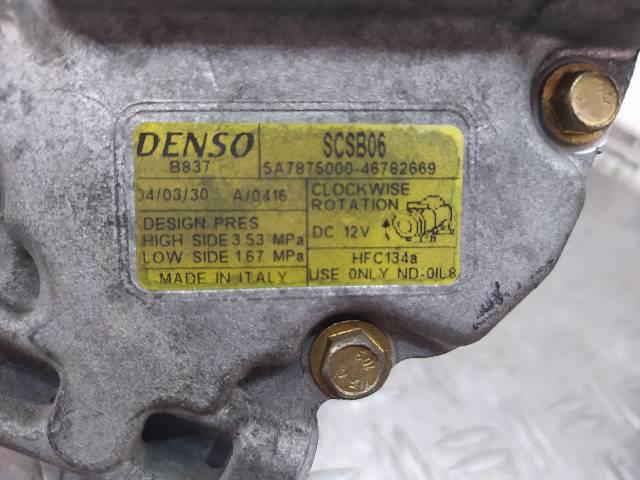 DENSO
B837
SCSB06
5A7875000-46782669
04/03/30 A/0416
CLOCKWISE
ROTATION
DESIGN PRES
HIGH SIDE 3.53 MPa
LOW SIDE 1.67 MPa
DC 12V
HFC134a
MADE IN ITALY
USE ONLY ND-OIL8